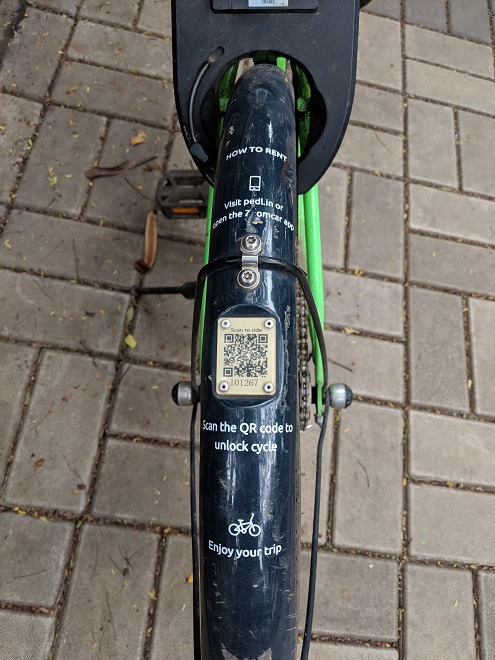 HOW TO RENT
Visit pedl.in or
open the Zoomcar app
Scan to ride
101267
Scan the QR code to
unlock cycle
Enjoy your trip